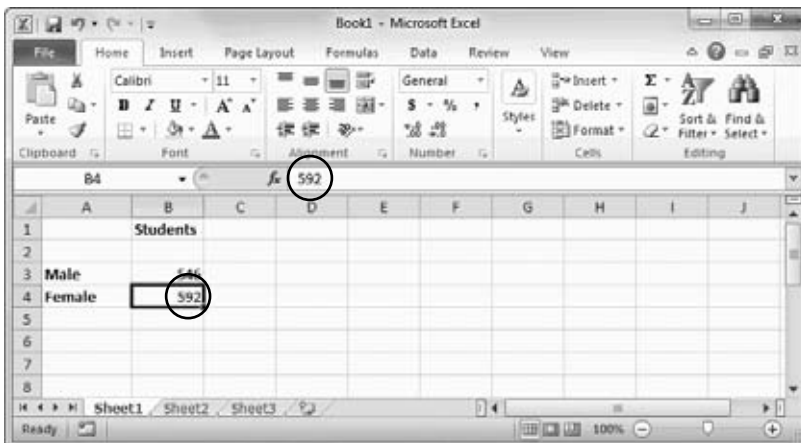 Book1 - Microsoft Excel
File Home Insert Page Layout Formulas Data Review View
Paste
Calibri 11
B I U A A
General
$ % ,
Styles
Insert
Delete
Format
Σ
Sort & Filter
Find & Select
Clipboard Font Alignment Number Cells Editing
B4 fx 592
A B C D E F G H I J
1 Students
2
3 Male 546
4 Female 592
5
6
7
8
Sheet1 Sheet2 Sheet3
Ready 100%